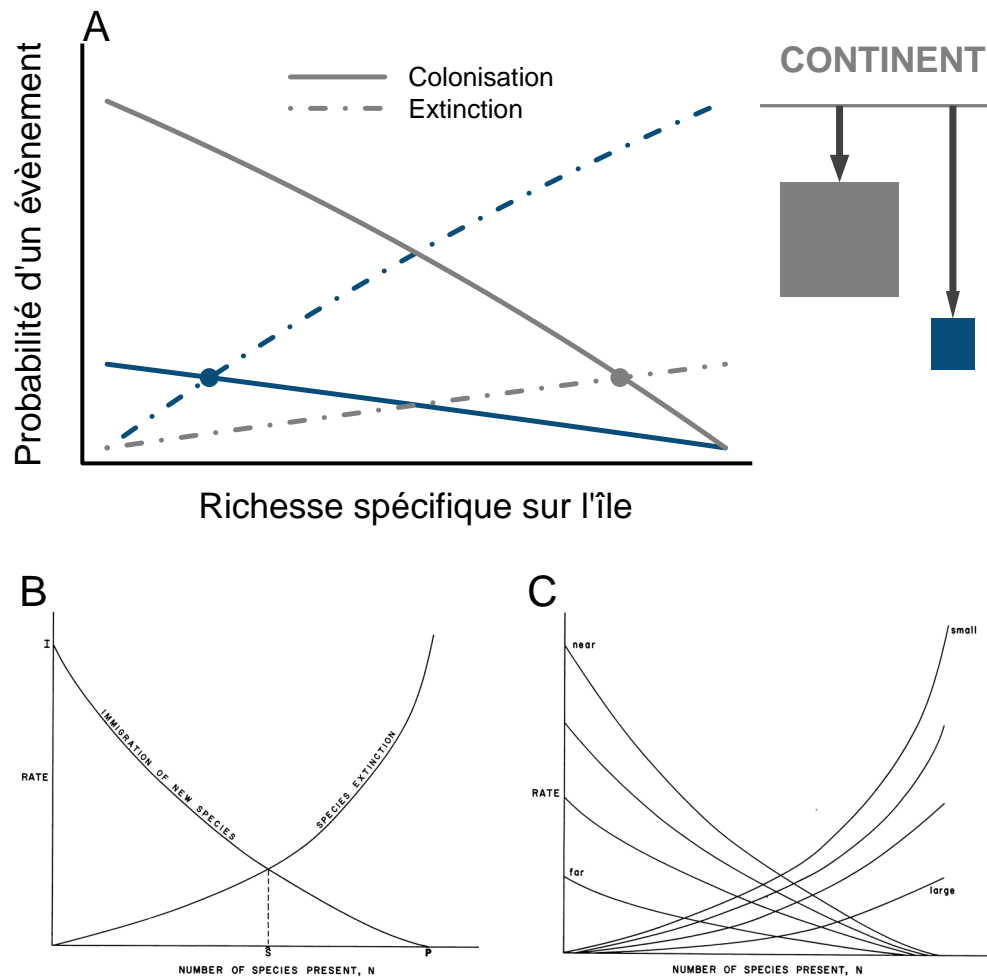 A
Probabilité d'un évènement
Colonisation
Extinction
CONTINENT
Richesse spécifique sur l'île
B
I
IMMIGRATION OF NEW SPECIES
SPECIES EXTINCTION
RATE
Ŝ
P
NUMBER OF SPECIES PRESENT, N
C
near
small
RATE
far
large
NUMBER OF SPECIES PRESENT, N